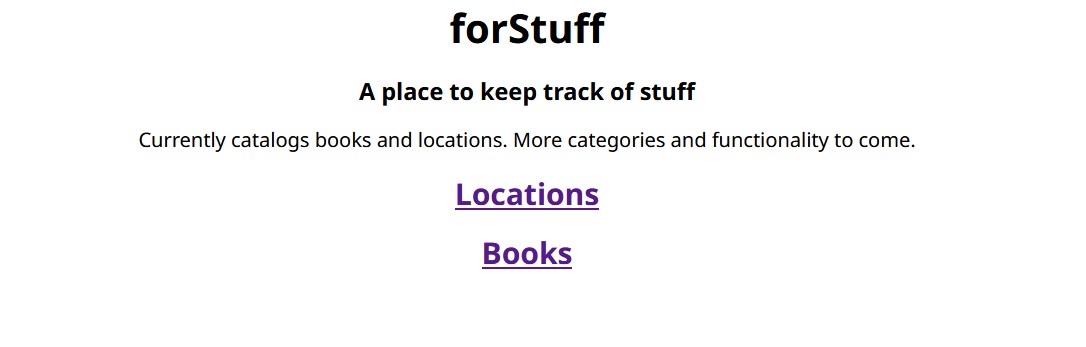 forStuff
A place to keep track of stuff
Currently catalogs books and locations. More categories and functionality to come.
Locations
Books